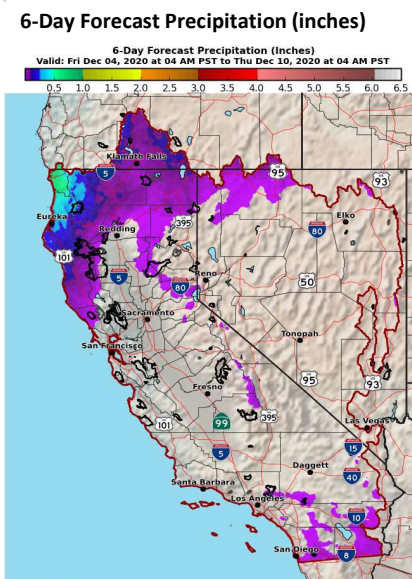 6-Day Forecast Precipitation (inches)
6-Day Forecast Precipitation (Inches)
Valid: Fri Dec 04, 2020 at 04 AM PST to Thu Dec 10, 2020 at 04 AM PST
0.5 1.0 1.5 2.0 2.5 3.0 3.5 4.0 4.5 5.0 5.5 6.0 6.5
Klamath Falls
5
95
93
Eureka
Redding
395
Elko
80
101
5
Reno
80
50
Sacramento
San Francisco
Tonopah
Fresno
95
93
99
395
101
Las Vegas
5
15
Daggett
40
Santa Barbara
Los Angeles
10
San Diego
8